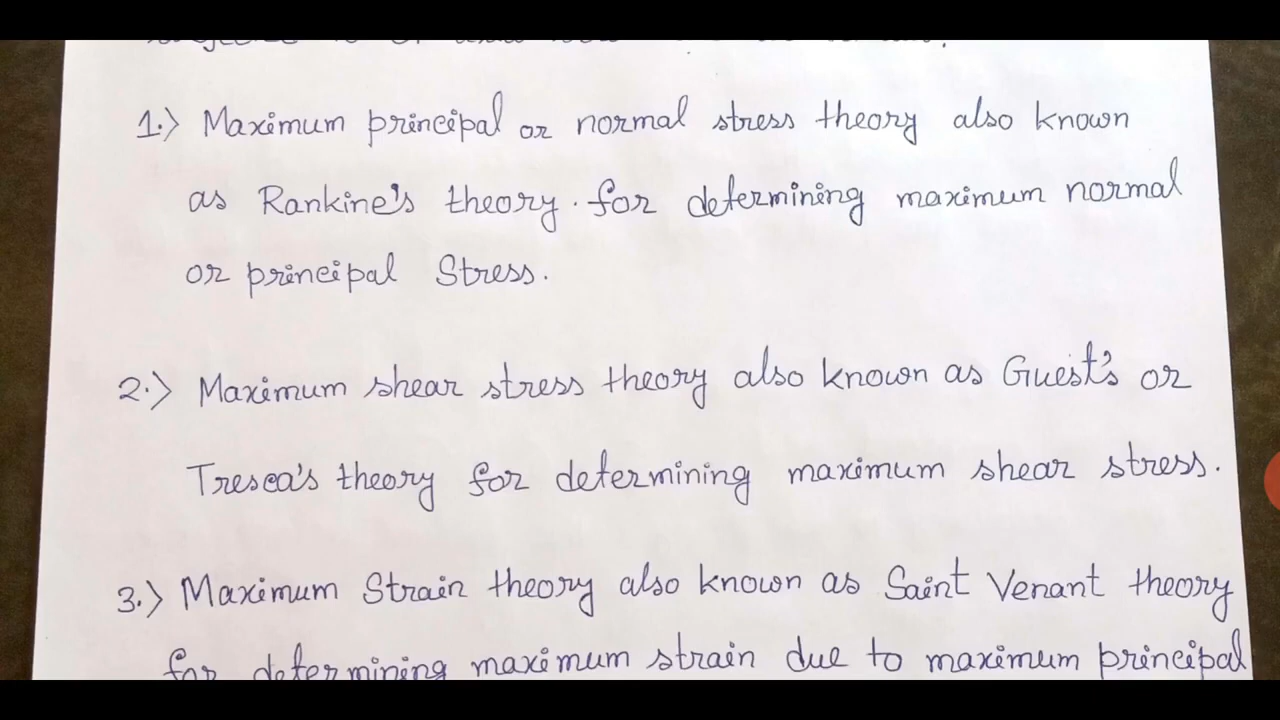 1.) Maximum principal or normal stress theory also known
as Rankine's theory. for determining maximum normal
or principal Stress.
2.) Maximum shear stress theory also known as Guest's or
Tresca's theory for determining maximum shear stress.
3.) Maximum Strain theory also known as Saint Venant theory
for determining maximum strain due to maximum principal